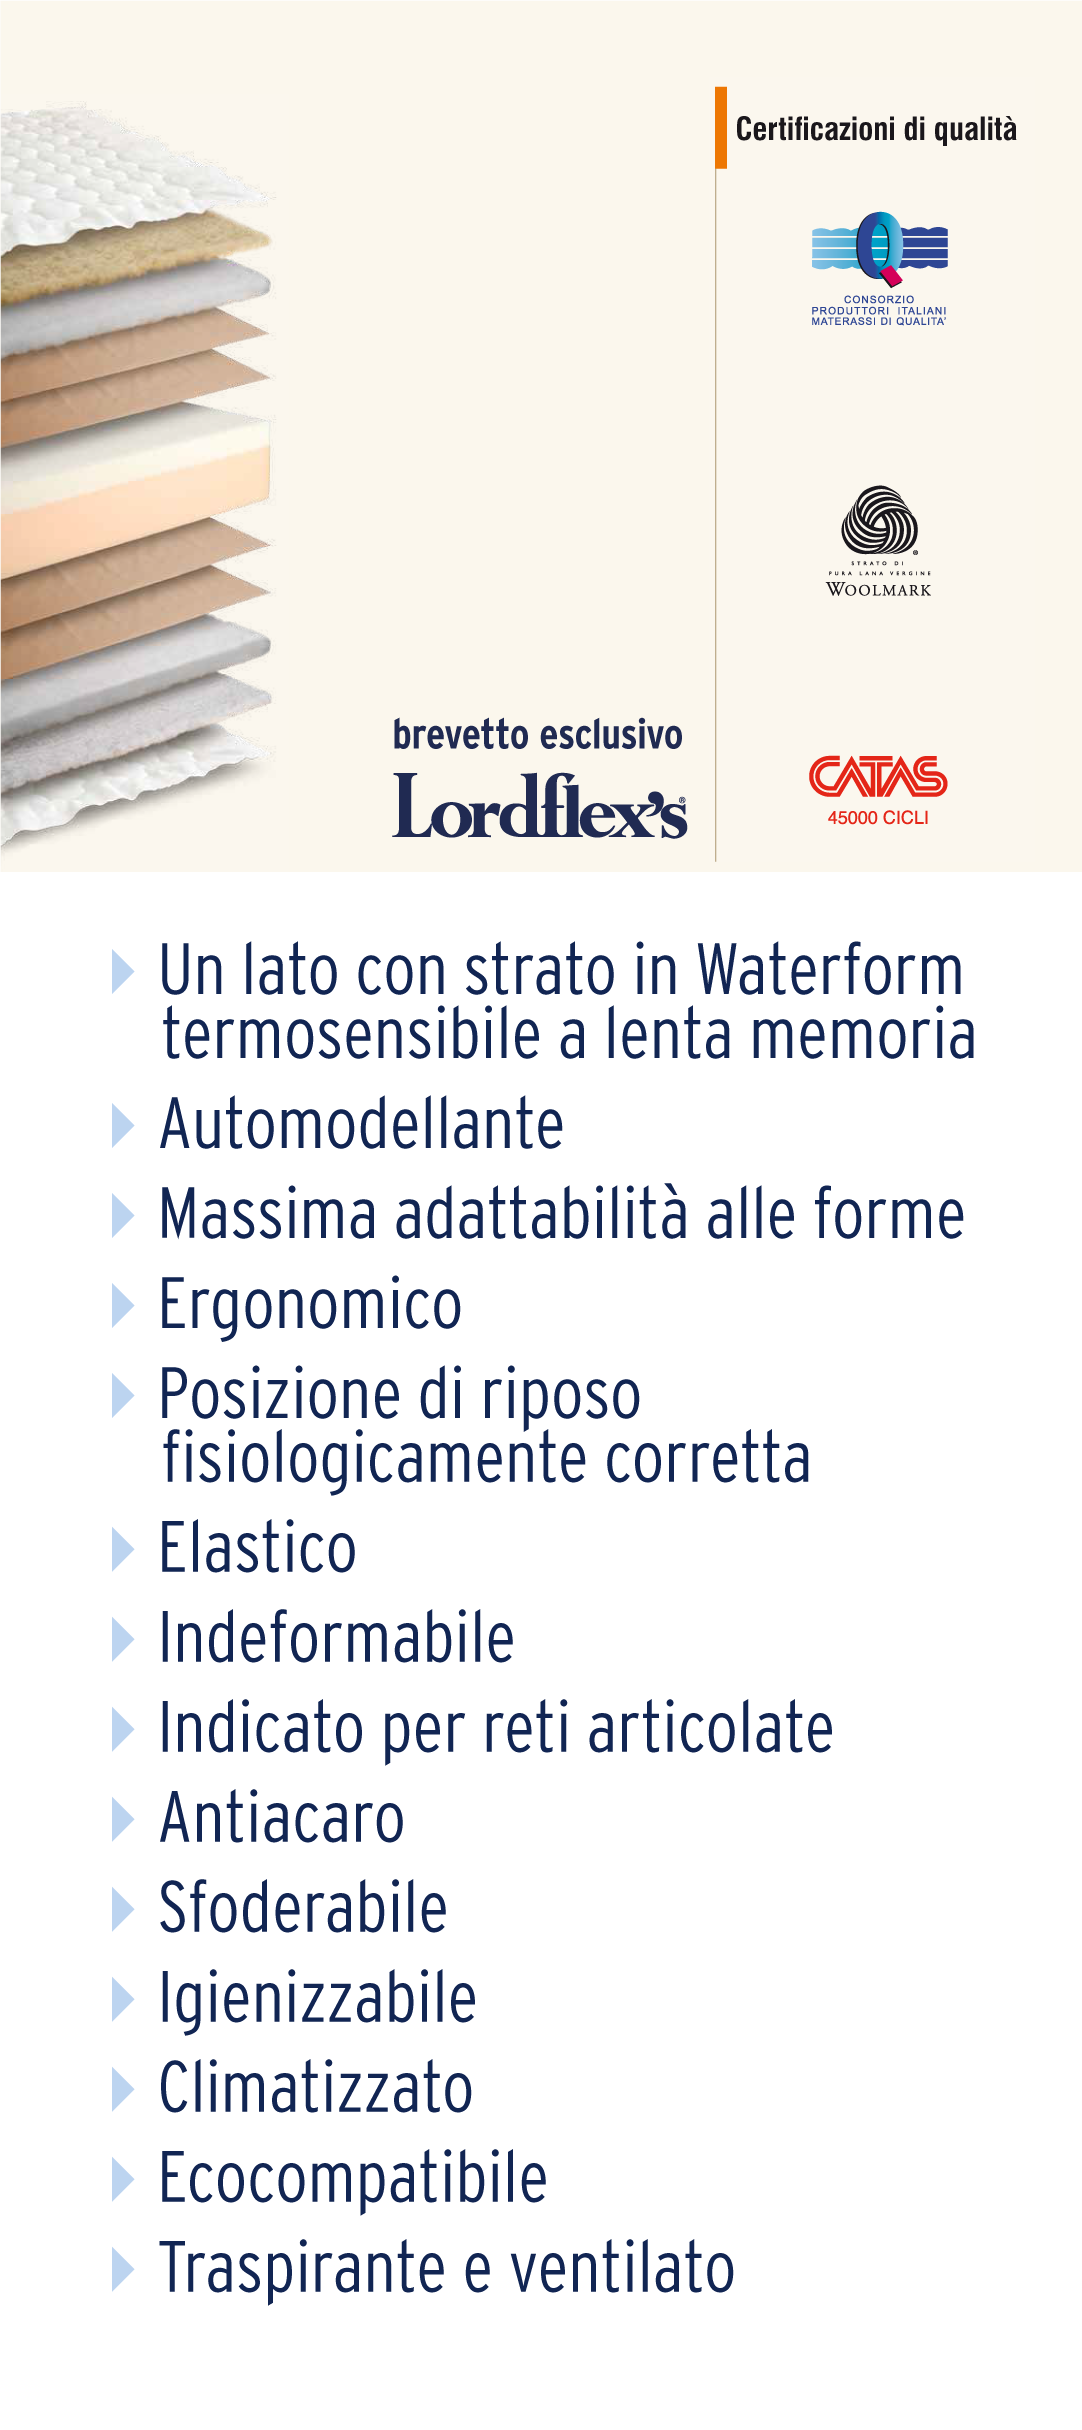 Certificazioni di qualità
Q
CONSORZIO
PRODUTTORI ITALIANI
MATERASSI DI QUALITA'
STRATO DI
PURA LANA VERGINE
WOOLMARK
brevetto esclusivo
Lordflex's®
CATAS
45000 CICLI
Un lato con strato in Waterform
termosensibile a lenta memoria
Automodellante
Massima adattabilità alle forme
Ergonomico
Posizione di riposo
fisiologicamente corretta
Elastico
Indeformabile
Indicato per reti articolate
Antiacaro
Sfoderabile
Igienizzabile
Climatizzato
Ecocompatibile
Traspirante e ventilato